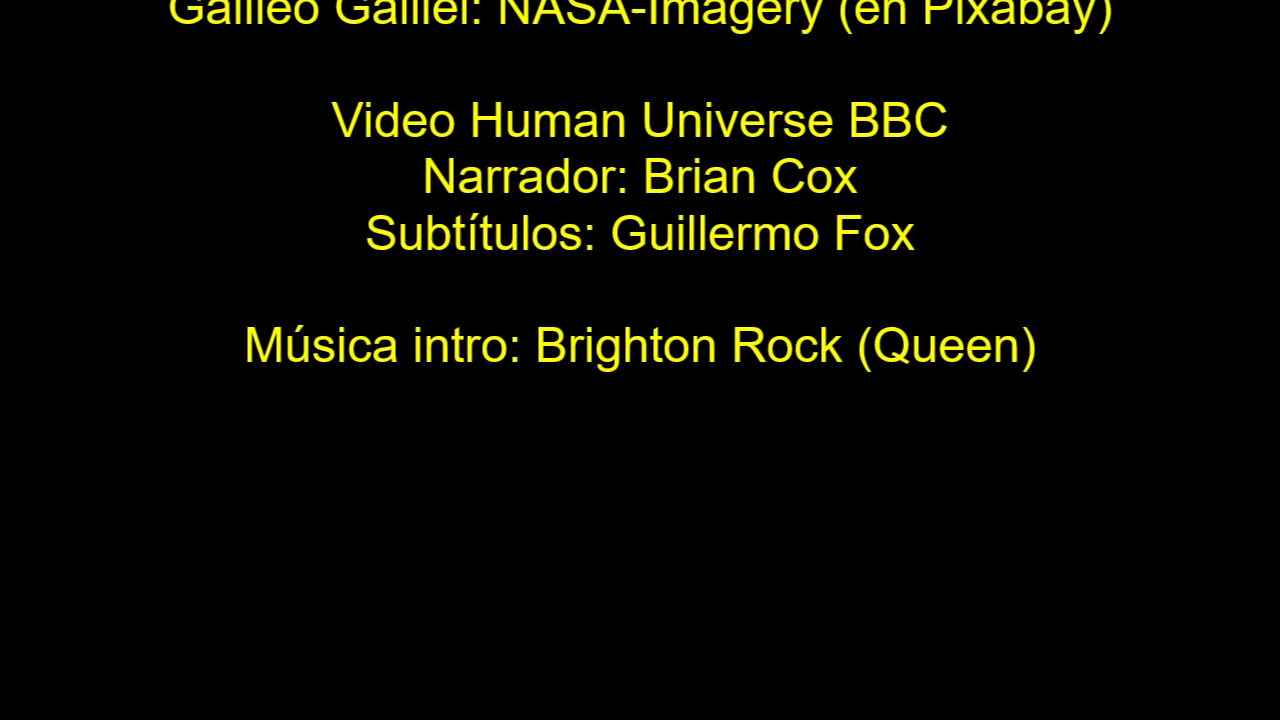 Galileo Galilei: NASA-Imagery (en Pixabay)
Video Human Universe BBC
Narrador: Brian Cox
Subtítulos: Guillermo Fox
Música intro: Brighton Rock (Queen)